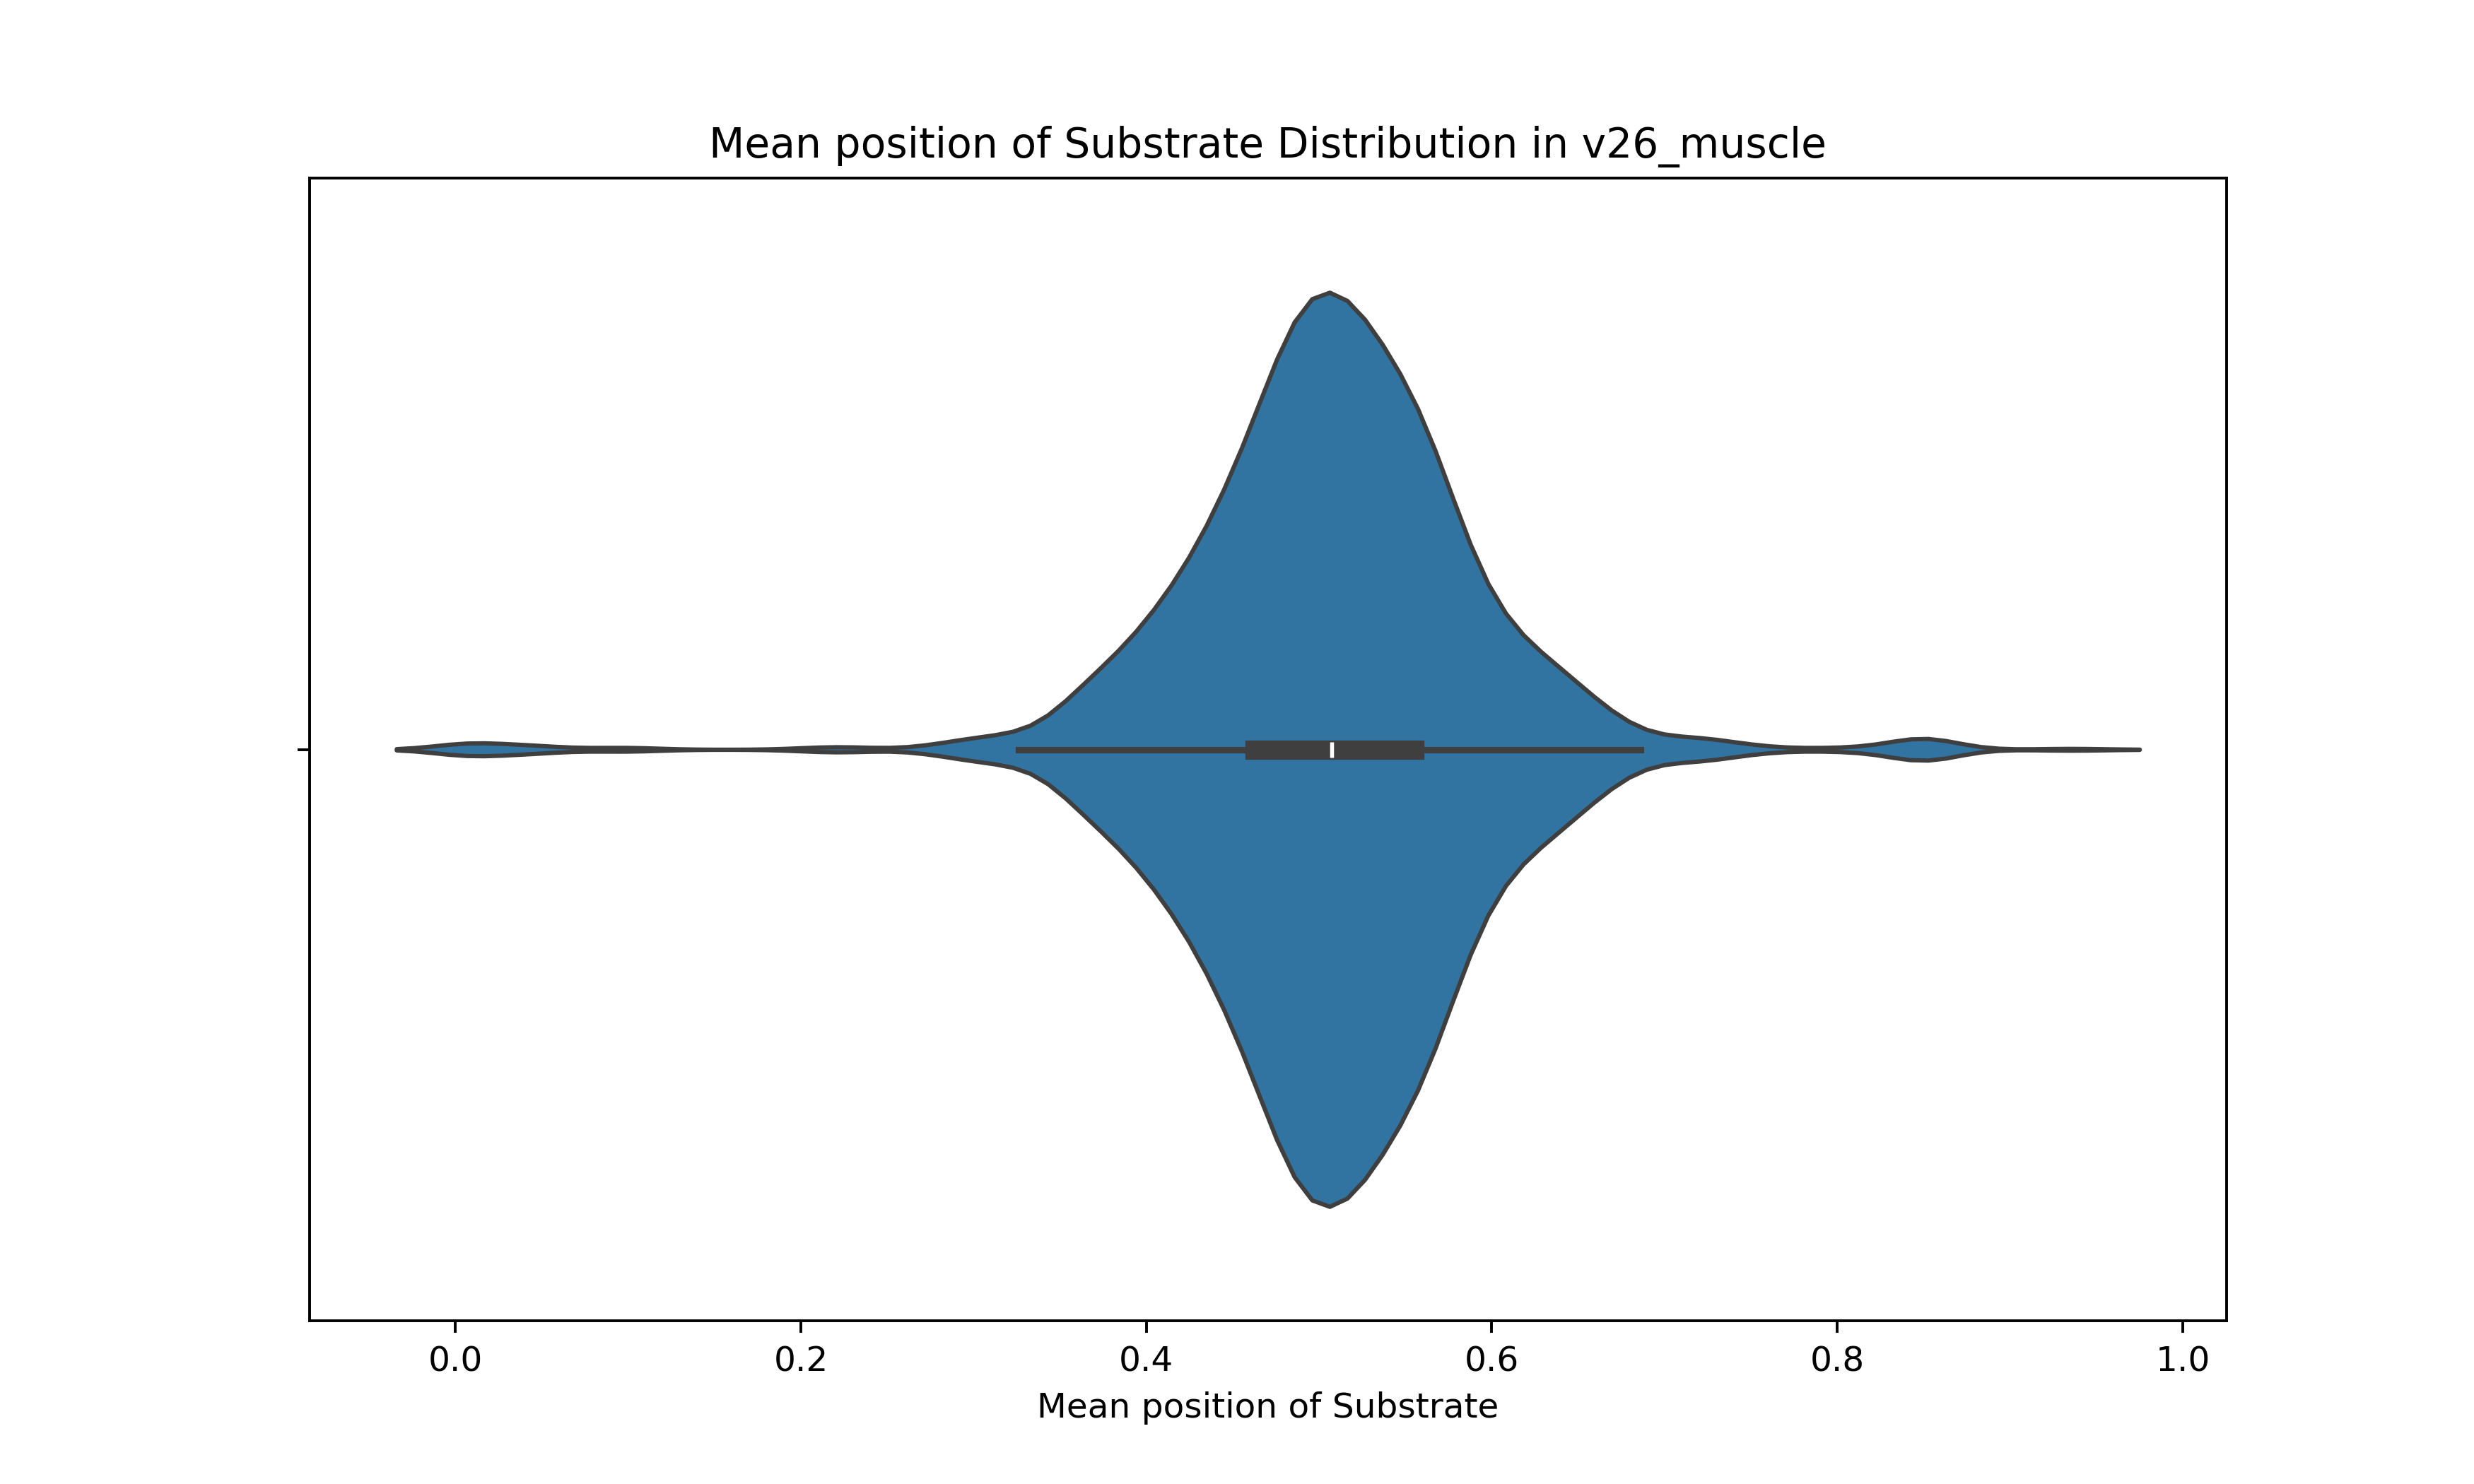 Mean position of Substrate Distribution in v26_muscle
0.0 0.2 0.4 0.6 0.8 1.0
Mean position of Substrate